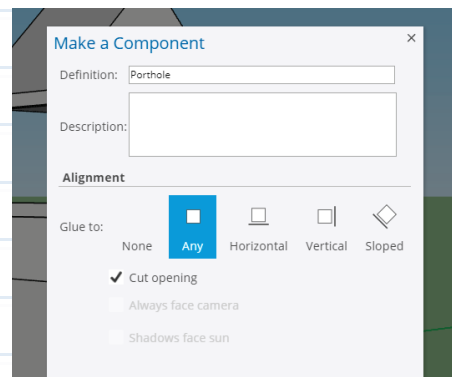 Make a Component
Definition: Porthole
Description:
Alignment
Glue to:
None Any Horizontal Vertical Sloped
Cut opening
Always face camera
Shadows face sun